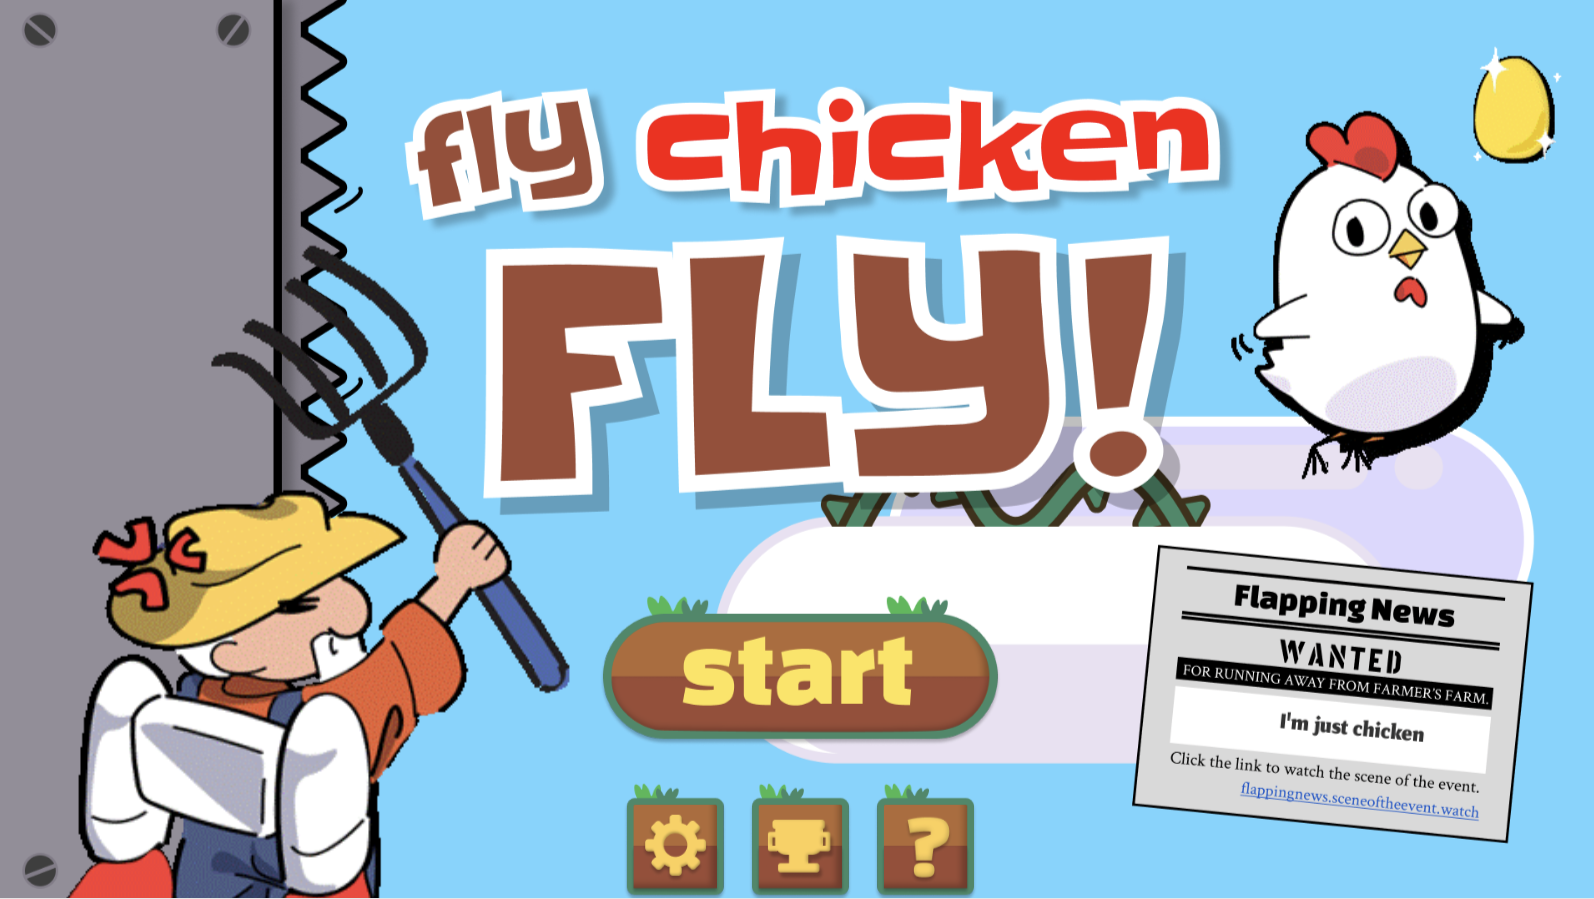 fly chicken
FLY!
start
?
Flapping News
WANTED
FOR RUNNING AWAY FROM FARMER'S FARM.
I'm just chicken
Click the link to watch the scene of the event.
flappingnews.sceneoftheevent.watch